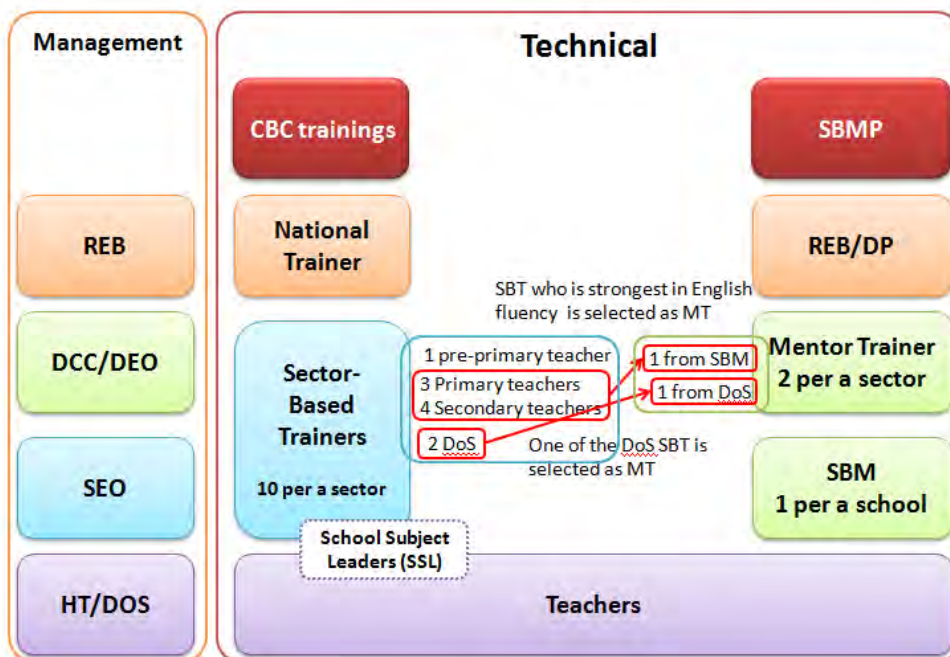 Management
REB
DCC/DEO
SEO
HT/DOS
Technical
CBC trainings
SBMP
National
Trainer
REB/DP
SBT who is strongest in English
fluency is selected as MT
Sector-
Based
Trainers
10 per a sector
1 pre-primary teacher
3 Primary teachers
4 Secondary teachers
2 DoS
1 from SBM
1 from DoS
One of the DoS SBT is
selected as MT
Mentor Trainer
2 per a sector
SBM
1 per a school
School Subject
Leaders (SSL)
Teachers